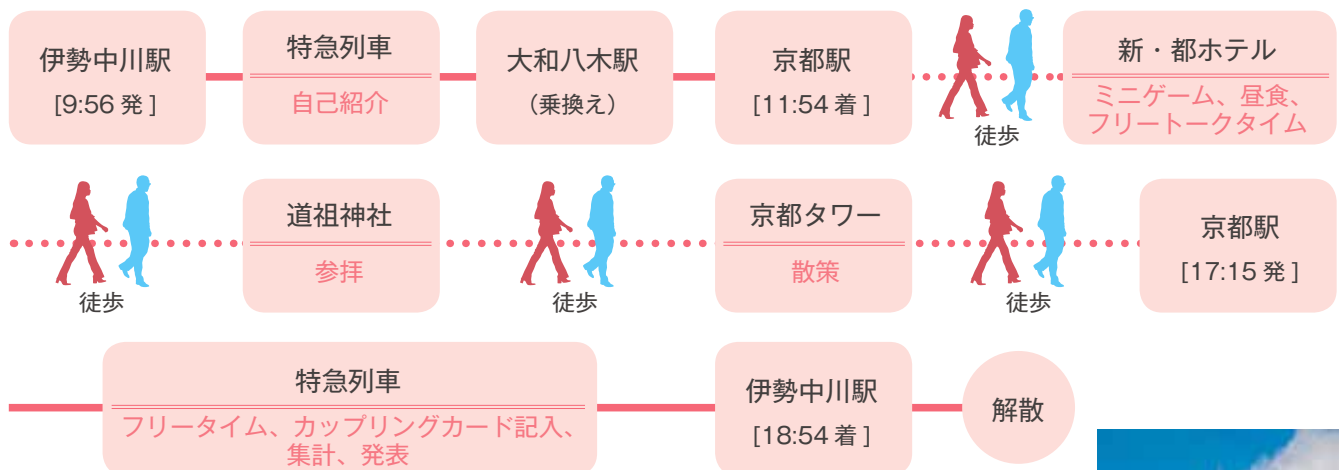 伊勢中川駅
[9:56 発]
特急列車
自己紹介
大和八木駅
(乗換え)
京都駅
[11:54 着]
徒歩
新・都ホテル
ミニゲーム、昼食、
フリートークタイム
徒歩
道祖神社
参拝
徒歩
京都タワー
散策
徒歩
京都駅
[17:15 発]
特急列車
フリータイム、カップリングカード記入、
集計、発表
伊勢中川駅
[18:54 着]
解散